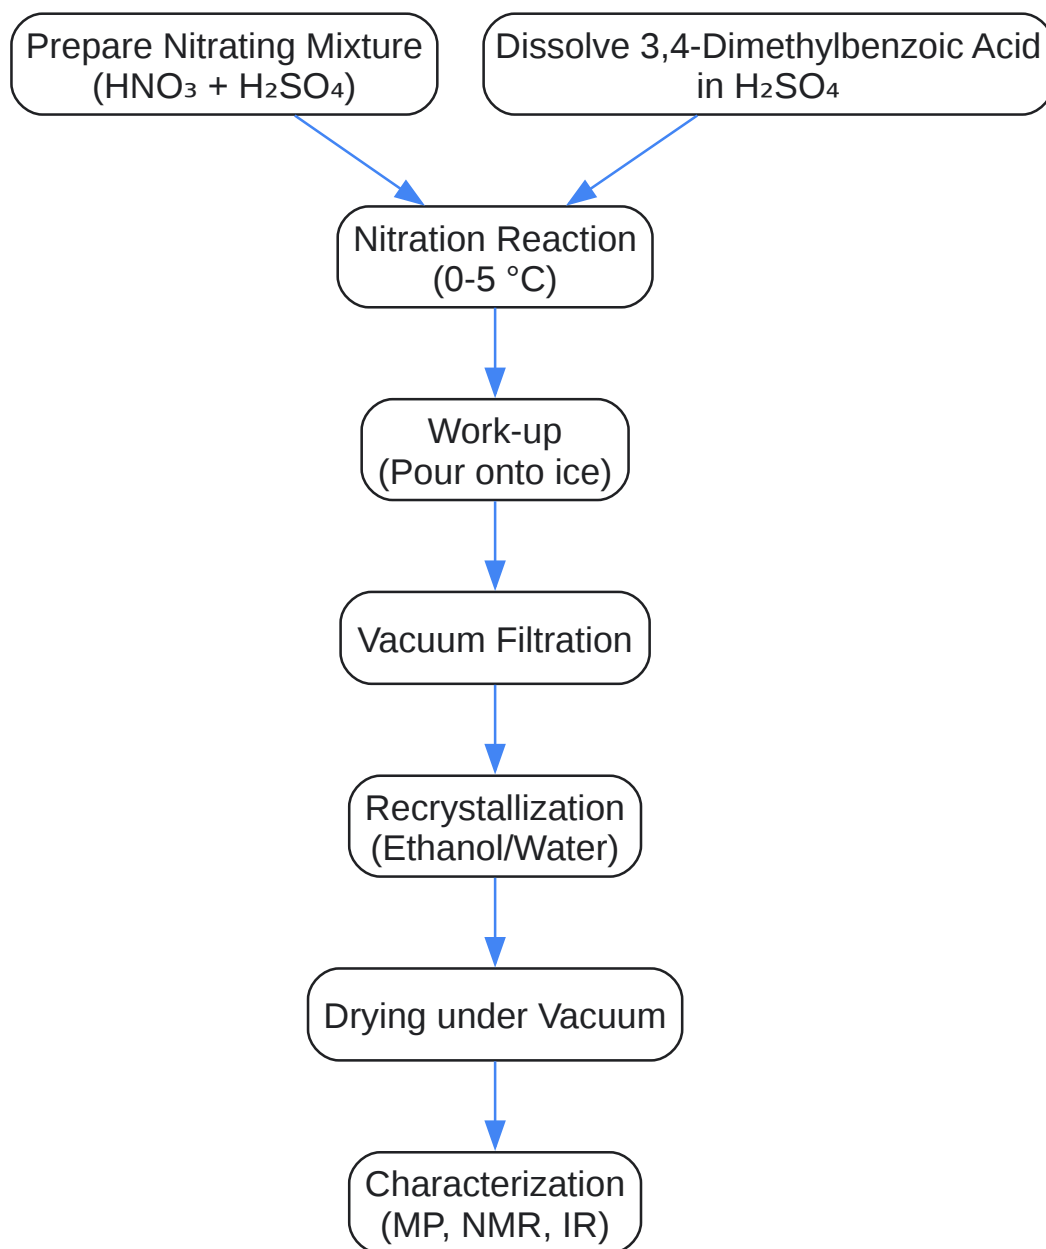 Prepare Nitrating Mixture
(HNO₃ + H₂SO₄)
Dissolve 3,4-Dimethylbenzoic Acid
in H₂SO₄
Nitration Reaction
(0-5 °C)
Work-up
(Pour onto ice)
Vacuum Filtration
Recrystallization
(Ethanol/Water)
Drying under Vacuum
Characterization
(MP, NMR, IR)